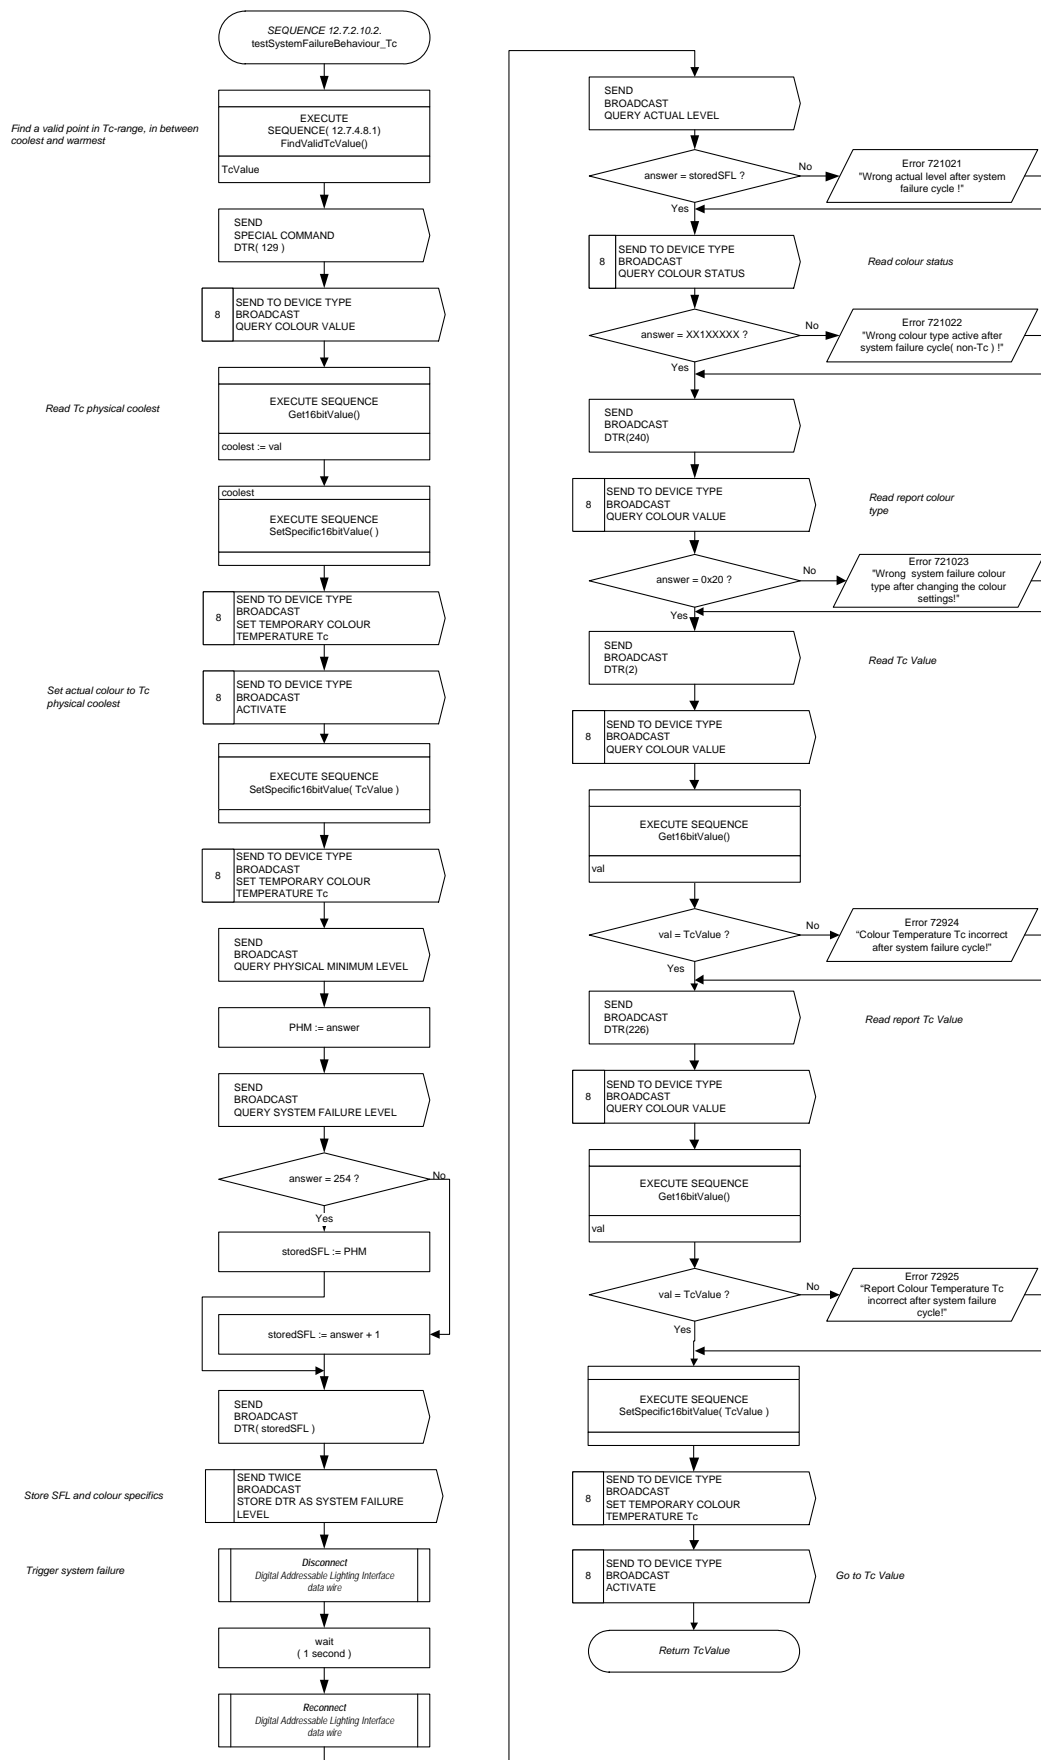 SEQUENCE 12.7.2.10.2.
testSystemFailureBehaviour_Tc
Find a valid point in Tc-range, in between
coolest and warmest
EXECUTE
SEQUENCE( 12.7.4.8.1)
FindValidTcValue()
TcValue
SEND
SPECIAL COMMAND
DTR( 129 )
8
SEND TO DEVICE TYPE
BROADCAST
QUERY COLOUR VALUE
Read Tc physical coolest
EXECUTE SEQUENCE
Get16bitValue()
coolest := val
coolest
EXECUTE SEQUENCE
SetSpecific16bitValue( )
8
SEND TO DEVICE TYPE
BROADCAST
SET TEMPORARY COLOUR
TEMPERATURE Tc
Set actual colour to Tc
physical coolest
8
SEND TO DEVICE TYPE
BROADCAST
ACTIVATE
EXECUTE SEQUENCE
SetSpecific16bitValue( TcValue )
8
SEND TO DEVICE TYPE
BROADCAST
SET TEMPORARY COLOUR
TEMPERATURE Tc
SEND
BROADCAST
QUERY PHYSICAL MINIMUM LEVEL
PHM := answer
SEND
BROADCAST
QUERY SYSTEM FAILURE LEVEL
answer = 254 ?
No
Yes
storedSFL := PHM
storedSFL := answer + 1
SEND
BROADCAST
DTR( storedSFL )
Store SFL and colour specifics
SEND TWICE
BROADCAST
STORE DTR AS SYSTEM FAILURE
LEVEL
Trigger system failure
Disconnect
Digital Addressable Lighting Interface
data wire
wait
( 1 second )
Reconnect
Digital Addressable Lighting Interface
data wire
SEND
BROADCAST
QUERY ACTUAL LEVEL
answer = storedSFL ?
No
Error 721021
"Wrong actual level after system
failure cycle !"
Yes
8
SEND TO DEVICE TYPE
BROADCAST
QUERY COLOUR STATUS
Read colour status
answer = XX1XXXXX ?
No
Error 721022
"Wrong colour type active after
system failure cycle( non-Tc ) !"
Yes
SEND
BROADCAST
DTR(240)
8
SEND TO DEVICE TYPE
BROADCAST
QUERY COLOUR VALUE
Read report colour
type
answer = 0x20 ?
No
Error 721023
"Wrong system failure colour
type after changing the colour
settings!"
Yes
SEND
BROADCAST
DTR(2)
Read Tc Value
8
SEND TO DEVICE TYPE
BROADCAST
QUERY COLOUR VALUE
EXECUTE SEQUENCE
Get16bitValue()
val
val = TcValue ?
No
Error 72924
"Colour Temperature Tc incorrect
after system failure cycle!"
Yes
SEND
BROADCAST
DTR(226)
Read report Tc Value
8
SEND TO DEVICE TYPE
BROADCAST
QUERY COLOUR VALUE
EXECUTE SEQUENCE
Get16bitValue()
val
val = TcValue ?
No
Error 72925
"Report Colour Temperature Tc
incorrect after system failure
cycle!"
Yes
EXECUTE SEQUENCE
SetSpecific16bitValue( TcValue )
8
SEND TO DEVICE TYPE
BROADCAST
SET TEMPORARY COLOUR
TEMPERATURE Tc
8
SEND TO DEVICE TYPE
BROADCAST
ACTIVATE
Go to Tc Value
Return TcValue